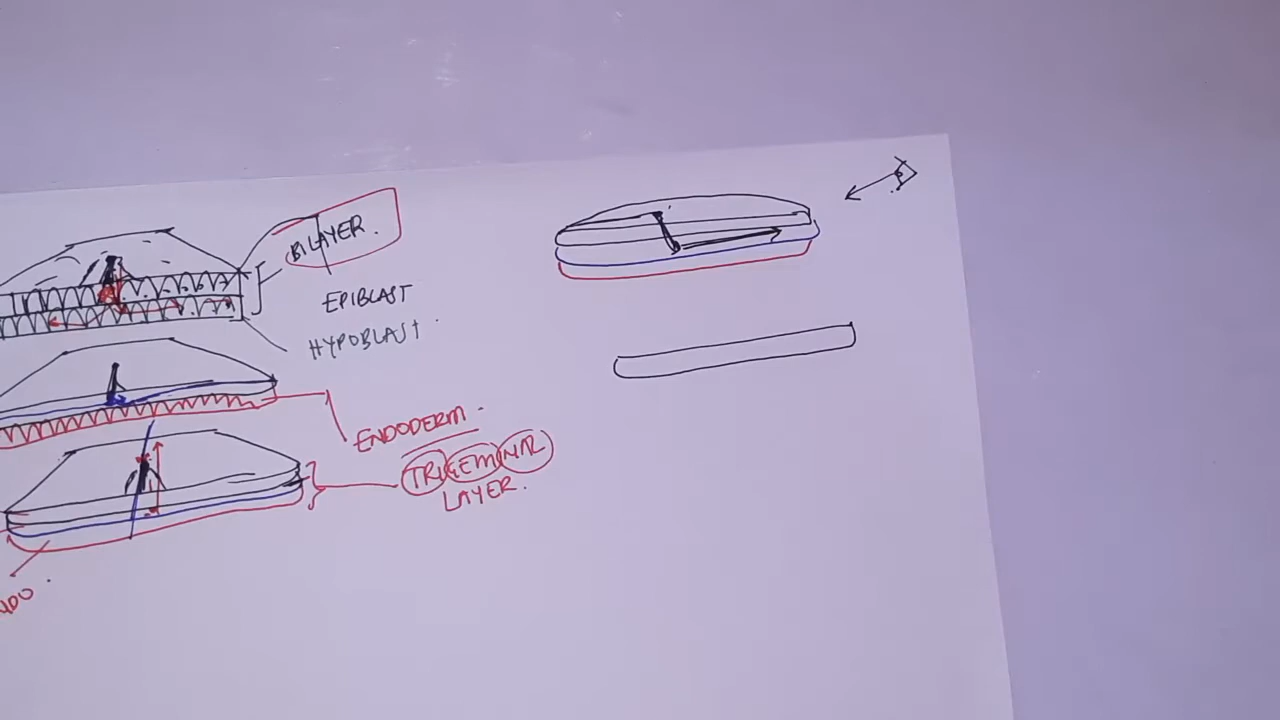 BILAYER.
EPIBLAST
HYPOBLAST
ENDODERM
TRIGEMINAL
LAYER.